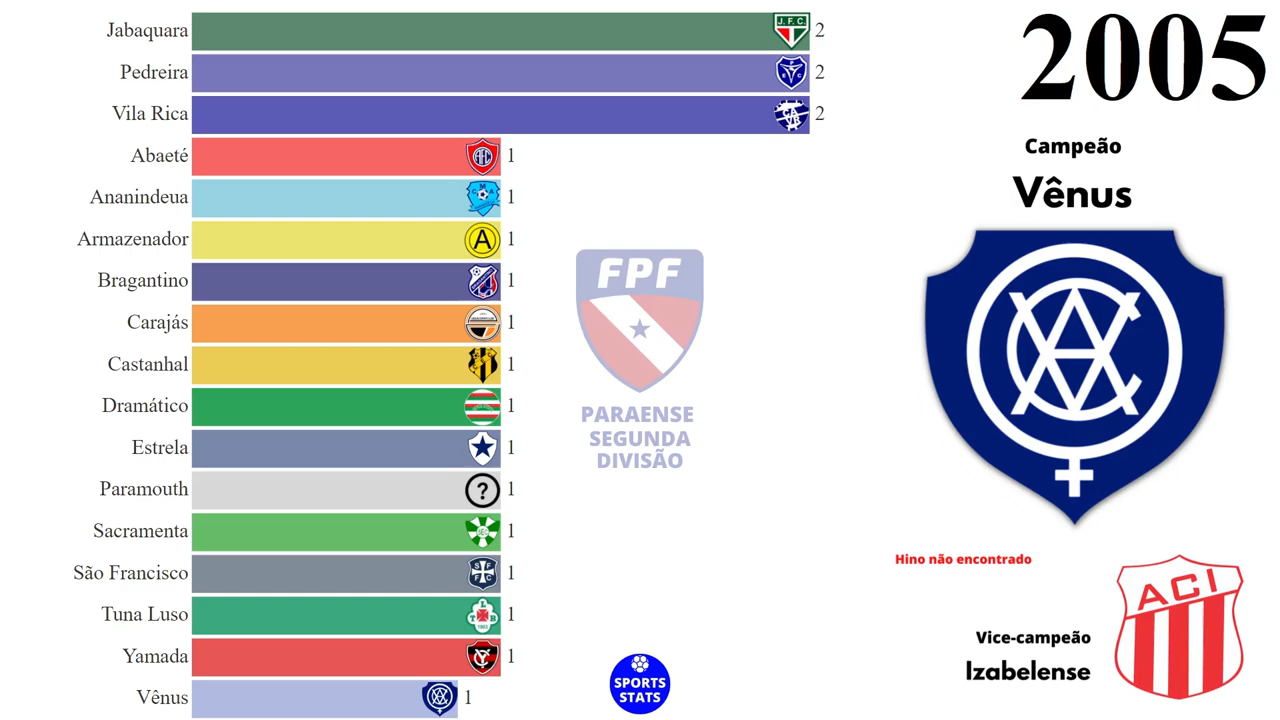 Jabaquara 2
Pedreira 2
Vila Rica 2
Abaeté 1
Ananindeua 1
Armazenador 1
Bragantino 1
Carajás 1
Castanhal 1
Dramático 1
Estrela 1
Paramouth ? 1
Sacramenta 1
São Francisco 1
Tuna Luso 1
Yamada 1
Vênus 1
J.F.C.
A
FPF
PARAENSE
SEGUNDA
DIVISÃO
SPORTS
STATS
2005
Campeão
Vênus
Hino não encontrado
Vice-campeão
Izabelense
ACI